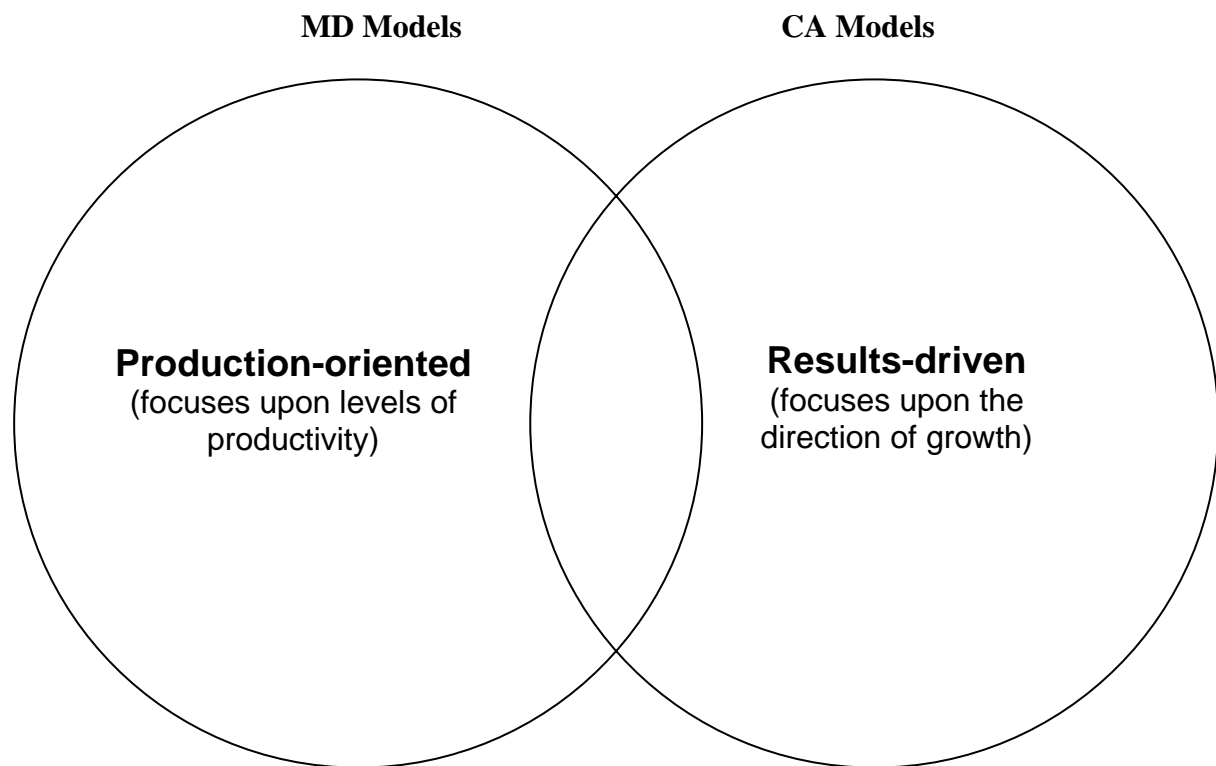 MD Models
CA Models
Production-oriented
(focuses upon levels of
productivity)
Results-driven
(focuses upon the
direction of growth)